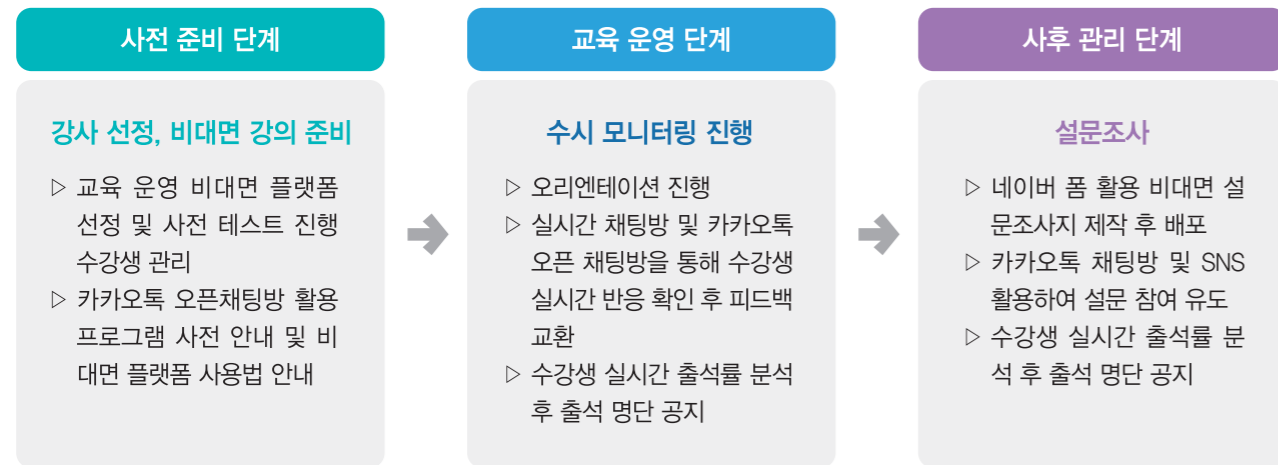 사전 준비 단계
강사 선정, 비대면 강의 준비
▷ 교육 운영 비대면 플랫폼
선정 및 사전 테스트 진행
수강생 관리
▷ 카카오톡 오픈채팅방 활용
프로그램 사전 안내 및 비
대면 플랫폼 사용법 안내
교육 운영 단계
수시 모니터링 진행
▷ 오리엔테이션 진행
▷ 실시간 채팅방 및 카카오톡
오픈 채팅방을 통해 수강생
실시간 반응 확인 후 피드백
교환
▷ 수강생 실시간 출석률 분석
후 출석 명단 공지
사후 관리 단계
설문조사
▷ 네이버 폼 활용 비대면 설
문조사지 제작 후 배포
▷ 카카오톡 채팅방 및 SNS
활용하여 설문 참여 유도
▷ 수강생 실시간 출석률 분
석 후 출석 명단 공지